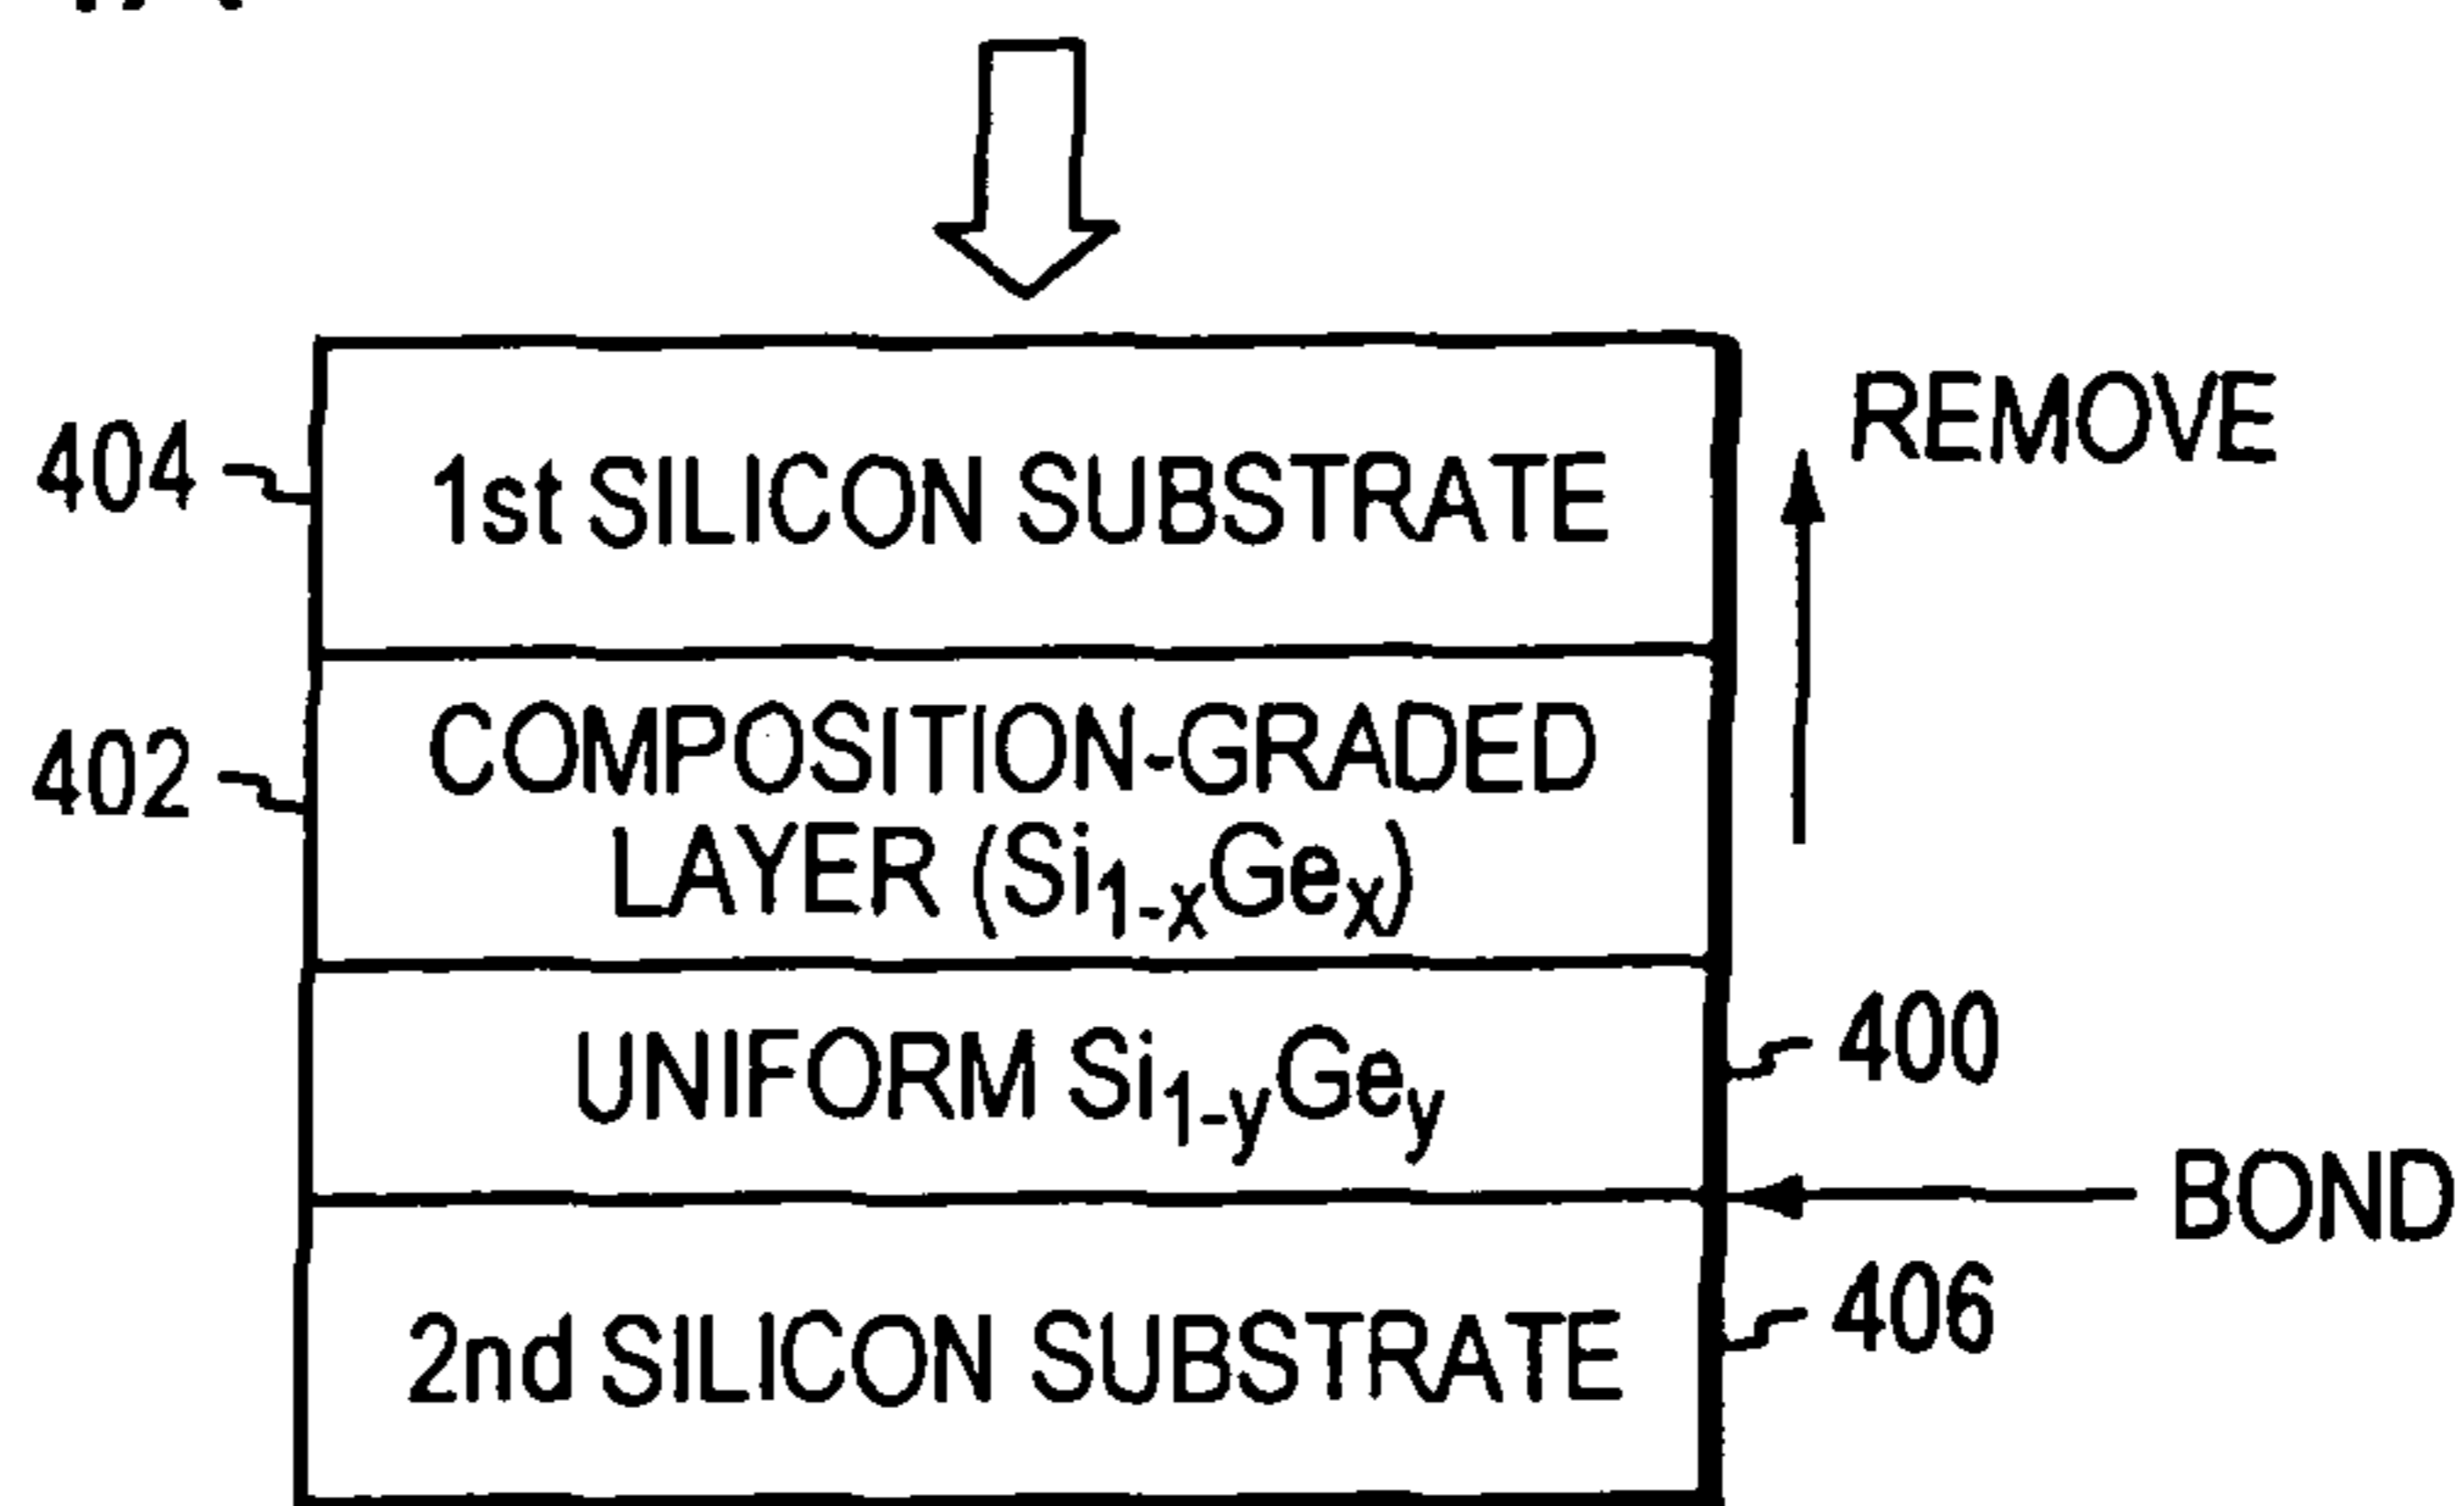 REMOVE
404
1st SILICON SUBSTRATE
402
COMPOSITION-GRADED
LAYER (Si₁₋ₓGeₓ)
400
UNIFORM Si₁₋yGey
BOND
406
2nd SILICON SUBSTRATE